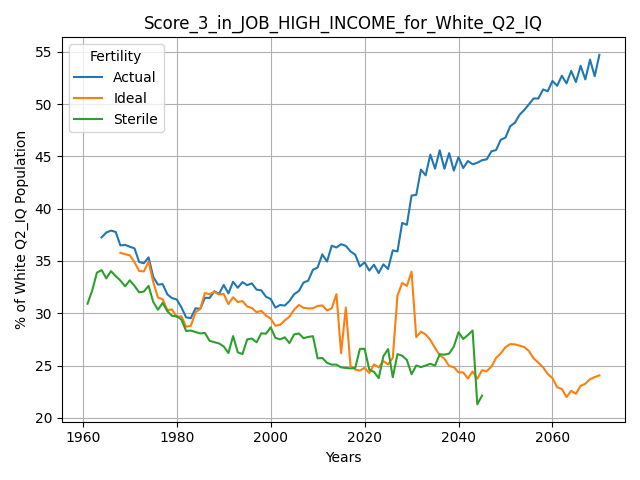 Score_3_in_JOB_HIGH_INCOME_for_White_Q2_IQ
Fertility
Actual
Ideal
Sterile
% of White Q2_IQ Population
55
50
45
40
35
30
25
20
1960
1980
2000
2020
2040
2060
Years